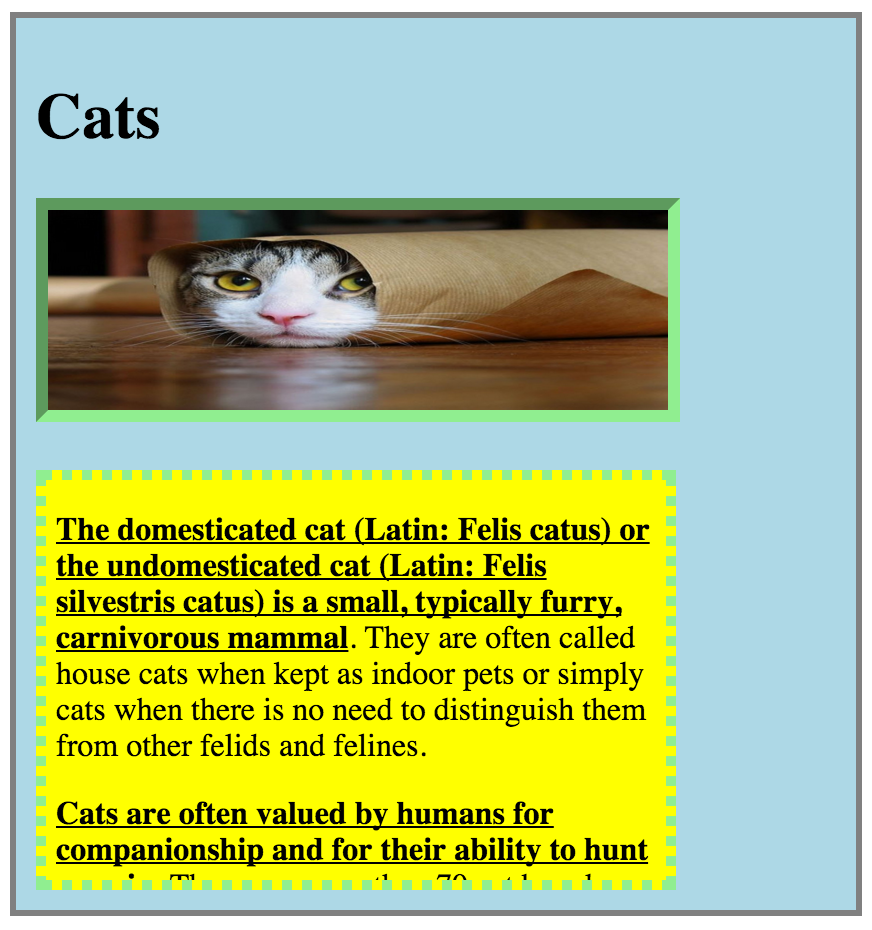 Cats
The domesticated cat (Latin: Felis catus) or
the undomesticated cat (Latin: Felis
silvestris catus) is a small, typically furry,
carnivorous mammal. They are often called
house cats when kept as indoor pets or simply
cats when there is no need to distinguish them
from other felids and felines.
Cats are often valued by humans for
companionship and for their ability to hunt